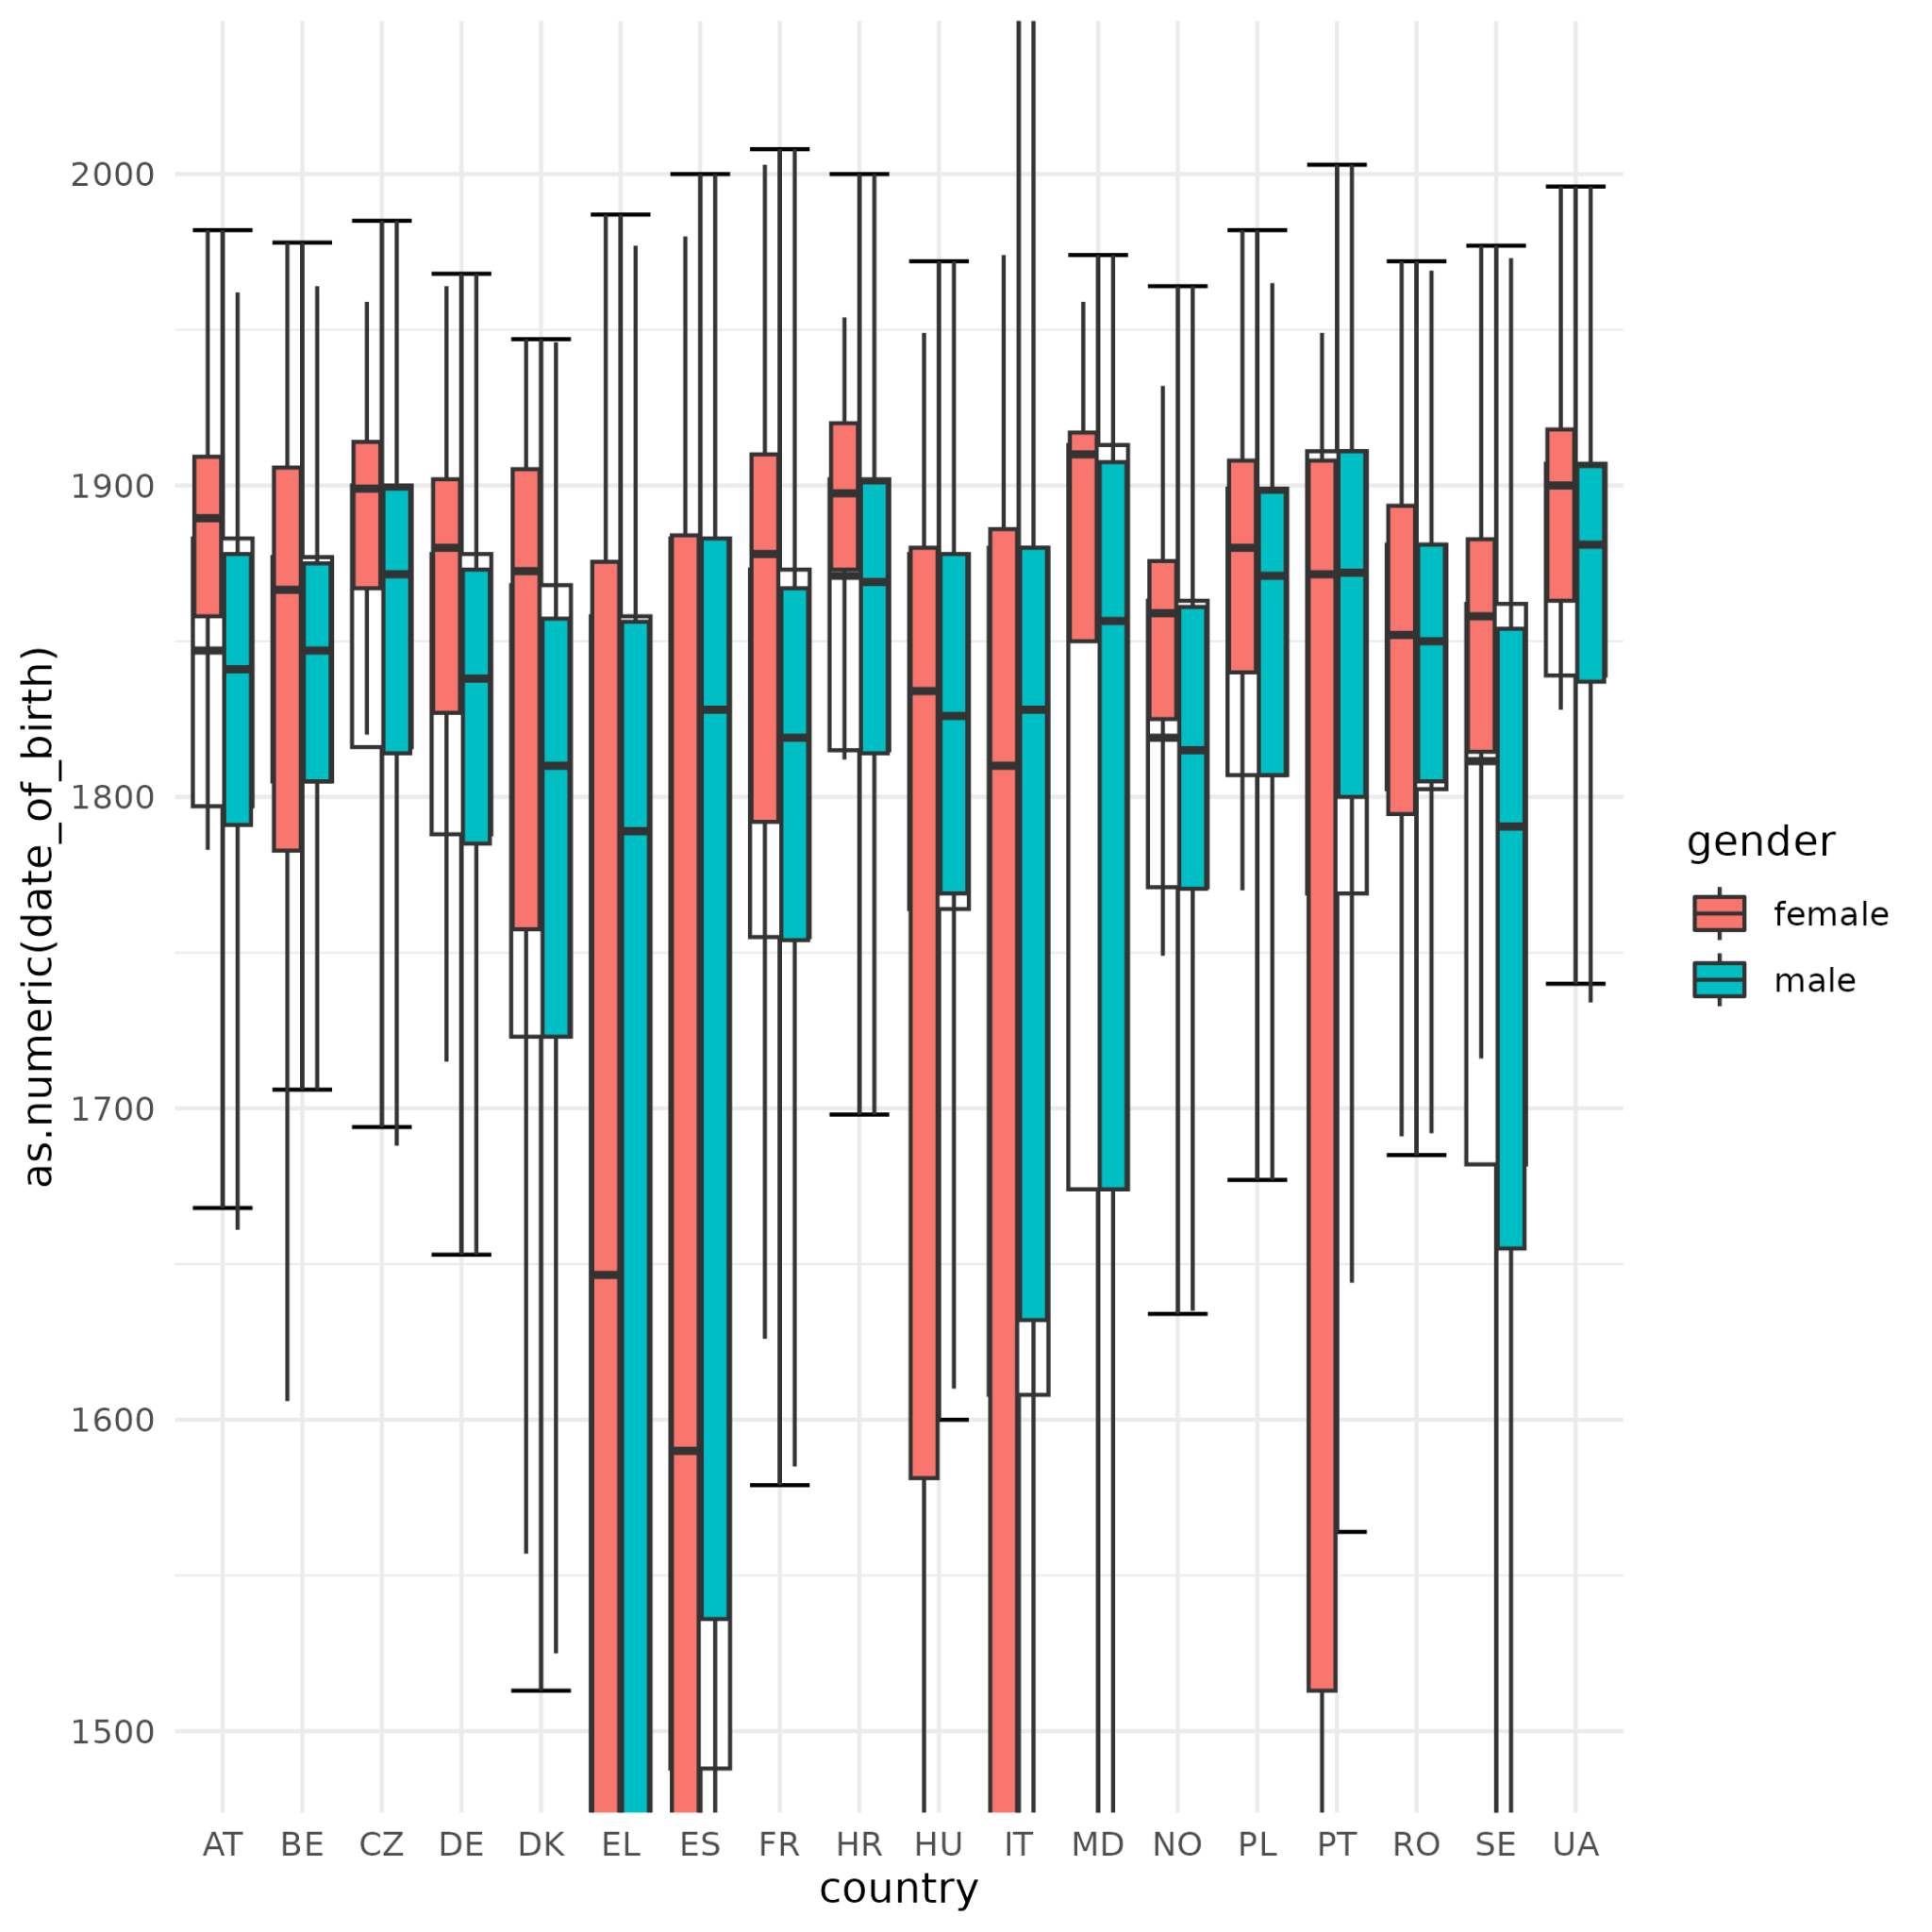 as.numeric(date_of_birth)
2000
1900
1800
1700
1600
1500
AT BE CZ DE DK EL ES FR HR HU IT MD NO PL PT RO SE UA
country
gender
female
male